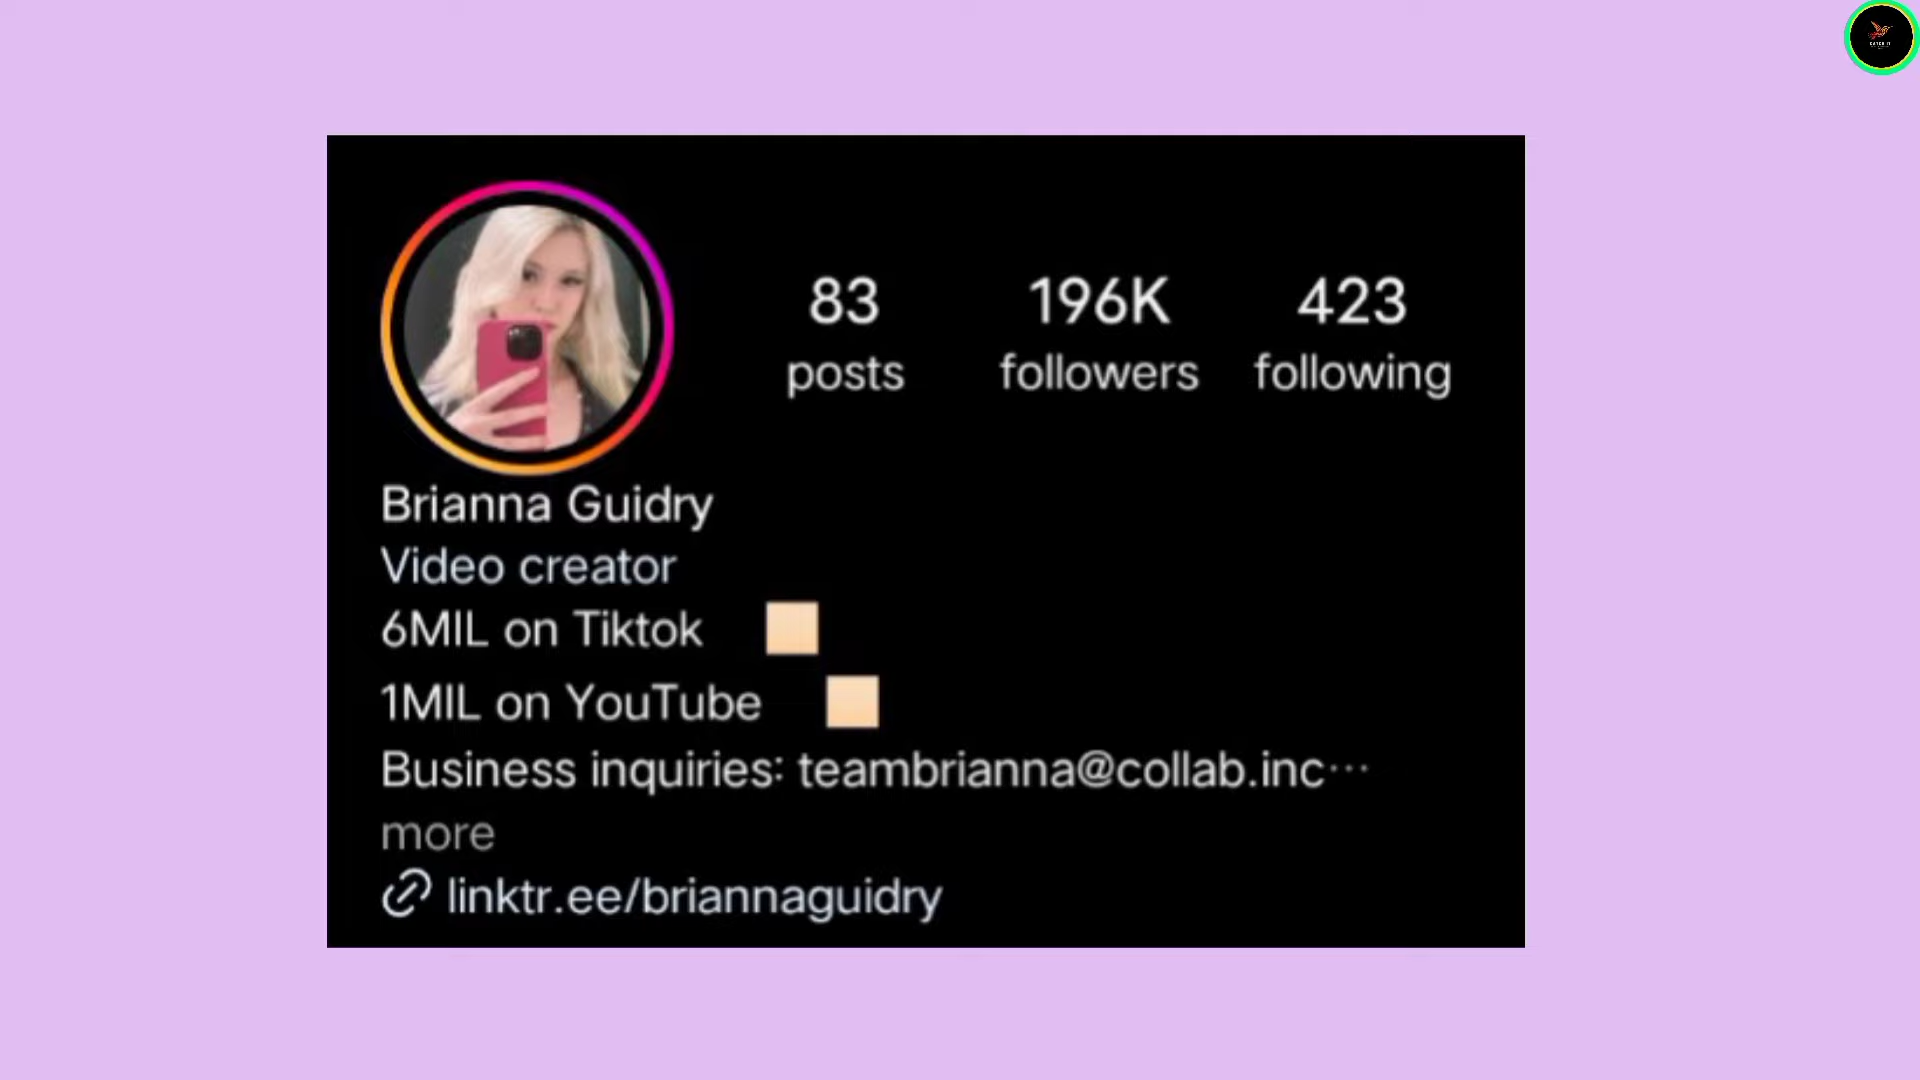 83 196K 423
posts followers following
Brianna Guidry
Video creator
6MIL on Tiktok
1MIL on YouTube
Business inquiries: teambrianna@collab.inc···
more
linktr.ee/briannaguidry